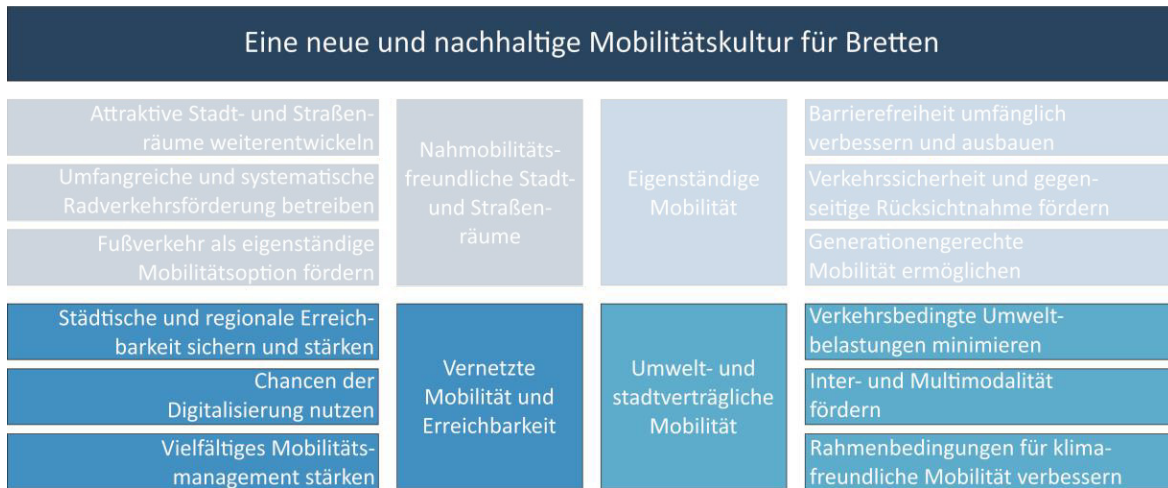 Eine neue und nachhaltige Mobilitätskultur für Bretten
Attraktive Stadt- und Straßen-
räume weiterentwickeln
Umfangreiche und systematische
Radverkehrsförderung betreiben
Fußverkehr als eigenständige
Mobilitätsoption fördern
Nahmobilitäts-
freundliche Stadt-
und Straßen-
räume
Eigenständige
Mobilität
Barrierefreiheit umfänglich
verbessern und ausbauen
Verkehrssicherheit und gegen-
seitige Rücksichtnahme fördern
Generationengerechte
Mobilität ermöglichen
Städtische und regionale Erreich-
barkeit sichern und stärken
Chancen der
Digitalisierung nutzen
Vielfältiges Mobilitäts-
management stärken
Vernetzte
Mobilität und
Erreichbarkeit
Umwelt- und
stadtverträgliche
Mobilität
Verkehrsbedingte Umwelt-
belastungen minimieren
Inter- und Multimodalität
fördern
Rahmenbedingungen für klima-
freundliche Mobilität verbessern